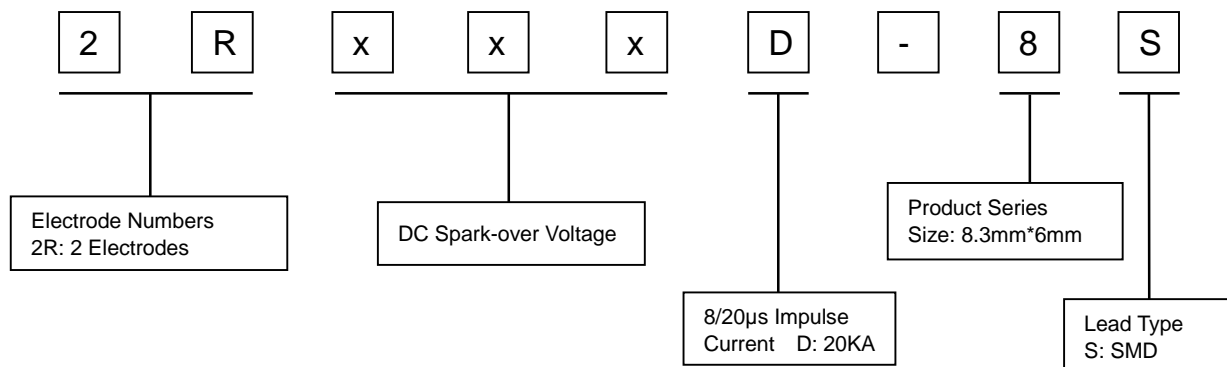 2 R x x x D - 8 S
Electrode Numbers
2R: 2 Electrodes
DC Spark-over Voltage
Product Series
Size: 8.3mm*6mm
8/20µs Impulse
Current D: 20KA
Lead Type
S: SMD